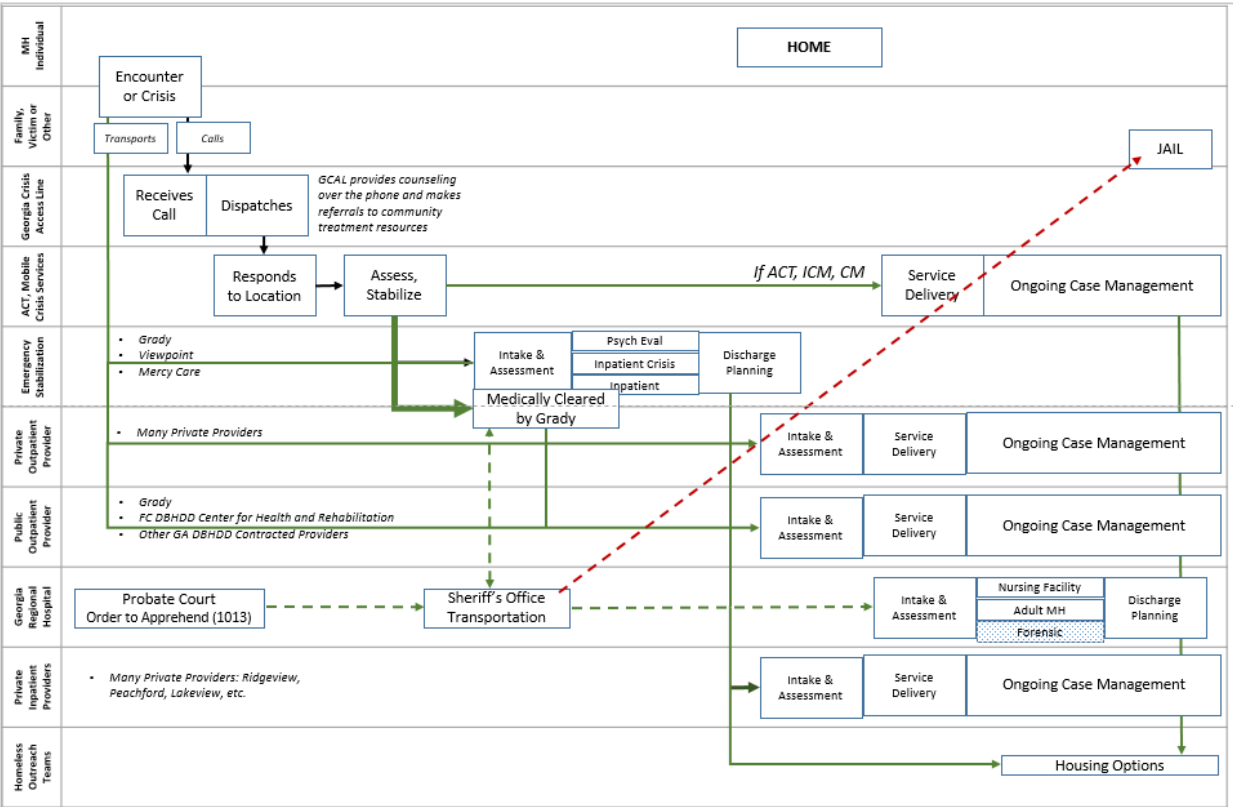 MH
Individual
HOME
Encounter
or Crisis
Family,
Victim or
Other
Transports
Calls
JAIL
Georgia Crisis
Access Line
Receives
Call
Dispatches
GCAL provides counseling
over the phone and makes
referrals to community
treatment resources
ACT, Mobile
Crisis Services
Responds
to Location
Assess,
Stabilize
If ACT, ICM, CM
Service
Delivery
Ongoing Case Management
Emergency
Stabilization
• Grady
• Viewpoint
• Mercy Care
Intake &
Assessment
Psych Eval
Inpatient Crisis
Inpatient
Discharge
Planning
Medically Cleared
by Grady
Private
Outpatient
Provider
• Many Private Providers
Intake &
Assessment
Service
Delivery
Ongoing Case Management
Public
Outpatient
Provider
• Grady
• FC DBHDD Center for Health and Rehabilitation
• Other GA DBHDD Contracted Providers
Intake &
Assessment
Service
Delivery
Ongoing Case Management
Georgia
Regional
Hospital
Probate Court
Order to Apprehend (1013)
Sheriff's Office
Transportation
Intake &
Assessment
Nursing Facility
Adult MH
Forensic
Discharge
Planning
Private
Inpatient
Providers
• Many Private Providers: Ridgeview,
Peachford, Lakeview, etc.
Intake &
Assessment
Service
Delivery
Ongoing Case Management
Homeless
Outreach
Teams
Housing Options